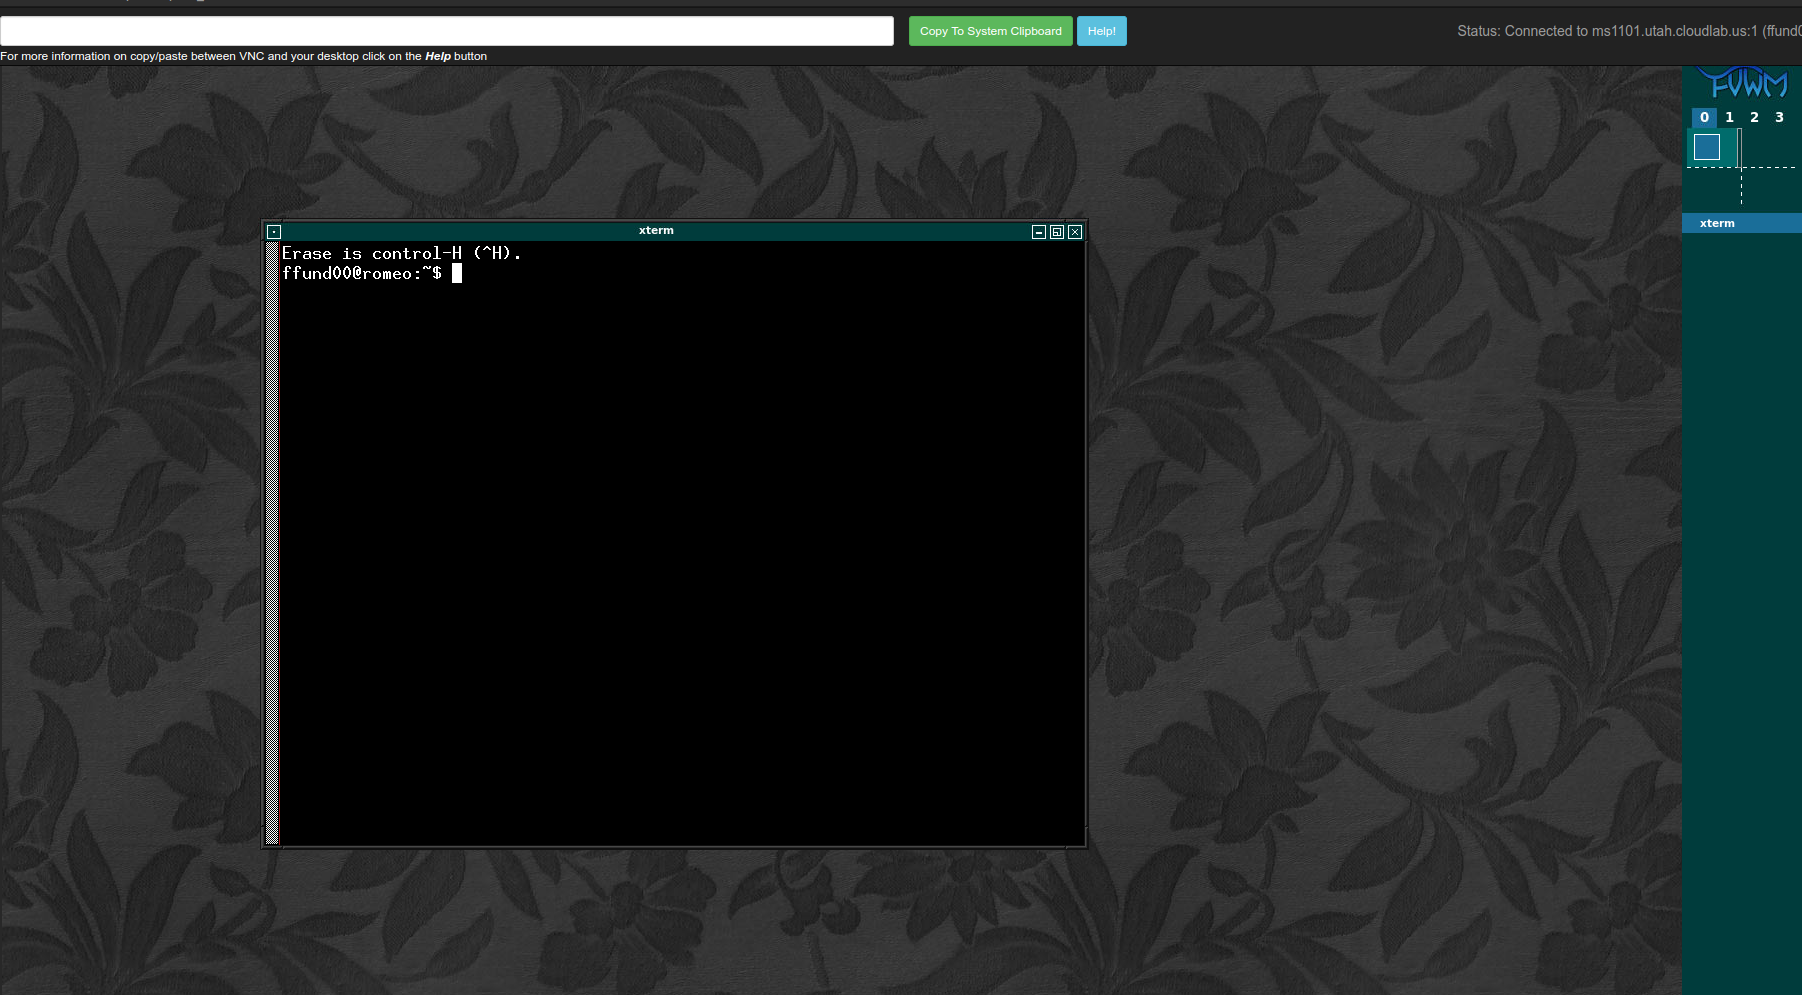 Copy To System Clipboard Help! Status: Connected to ms1101.utah.cloudlab.us:1
For more information on copy/paste between VNC and your desktop click on the Help button
FVWM
0 1 2 3
xterm
xterm
Erase is control-H (^H).
ffund00@romeo:~$